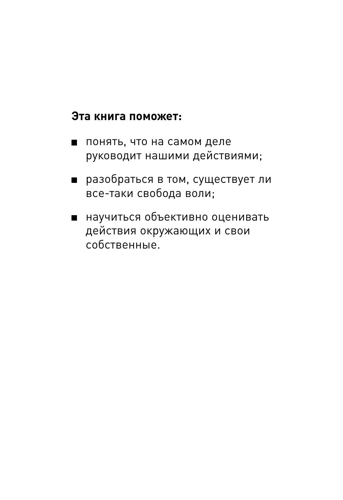 Эта книга поможет:
■ понять, что на самом деле
руководит нашими действиями;
■ разобраться в том, существует ли
все-таки свобода воли;
■ научиться объективно оценивать
действия окружающих и свои
собственные.